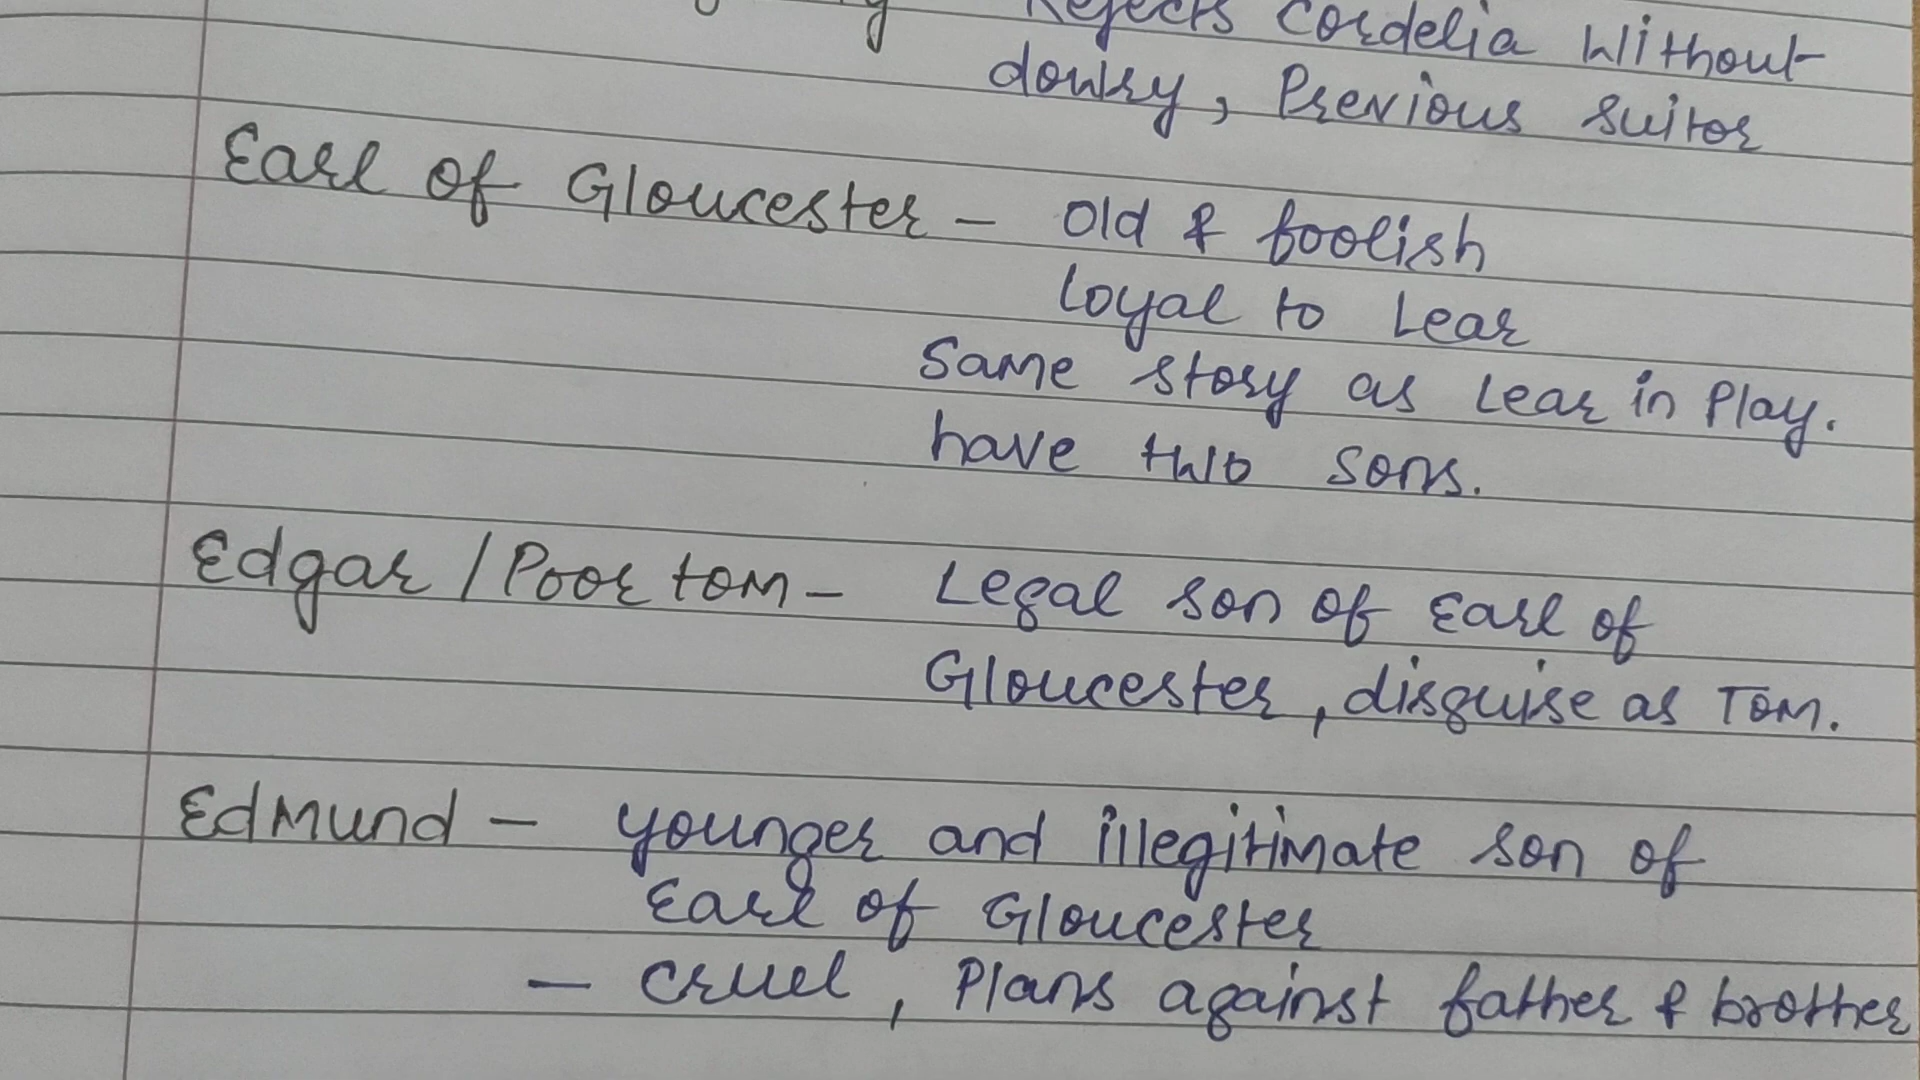 Rejects Cordelia Without
dowry, Previous suitor
Earl of Gloucester - Old & foolish
Loyal to Lear
Same story as Lear in Play.
have two sons.
Edgar / Poor tom - Legal son of Earl of
Gloucester, disguise as Tom.
Edmund - younger and illegitimate son of
Earl of Gloucester
- cruel, Plans against father & brother